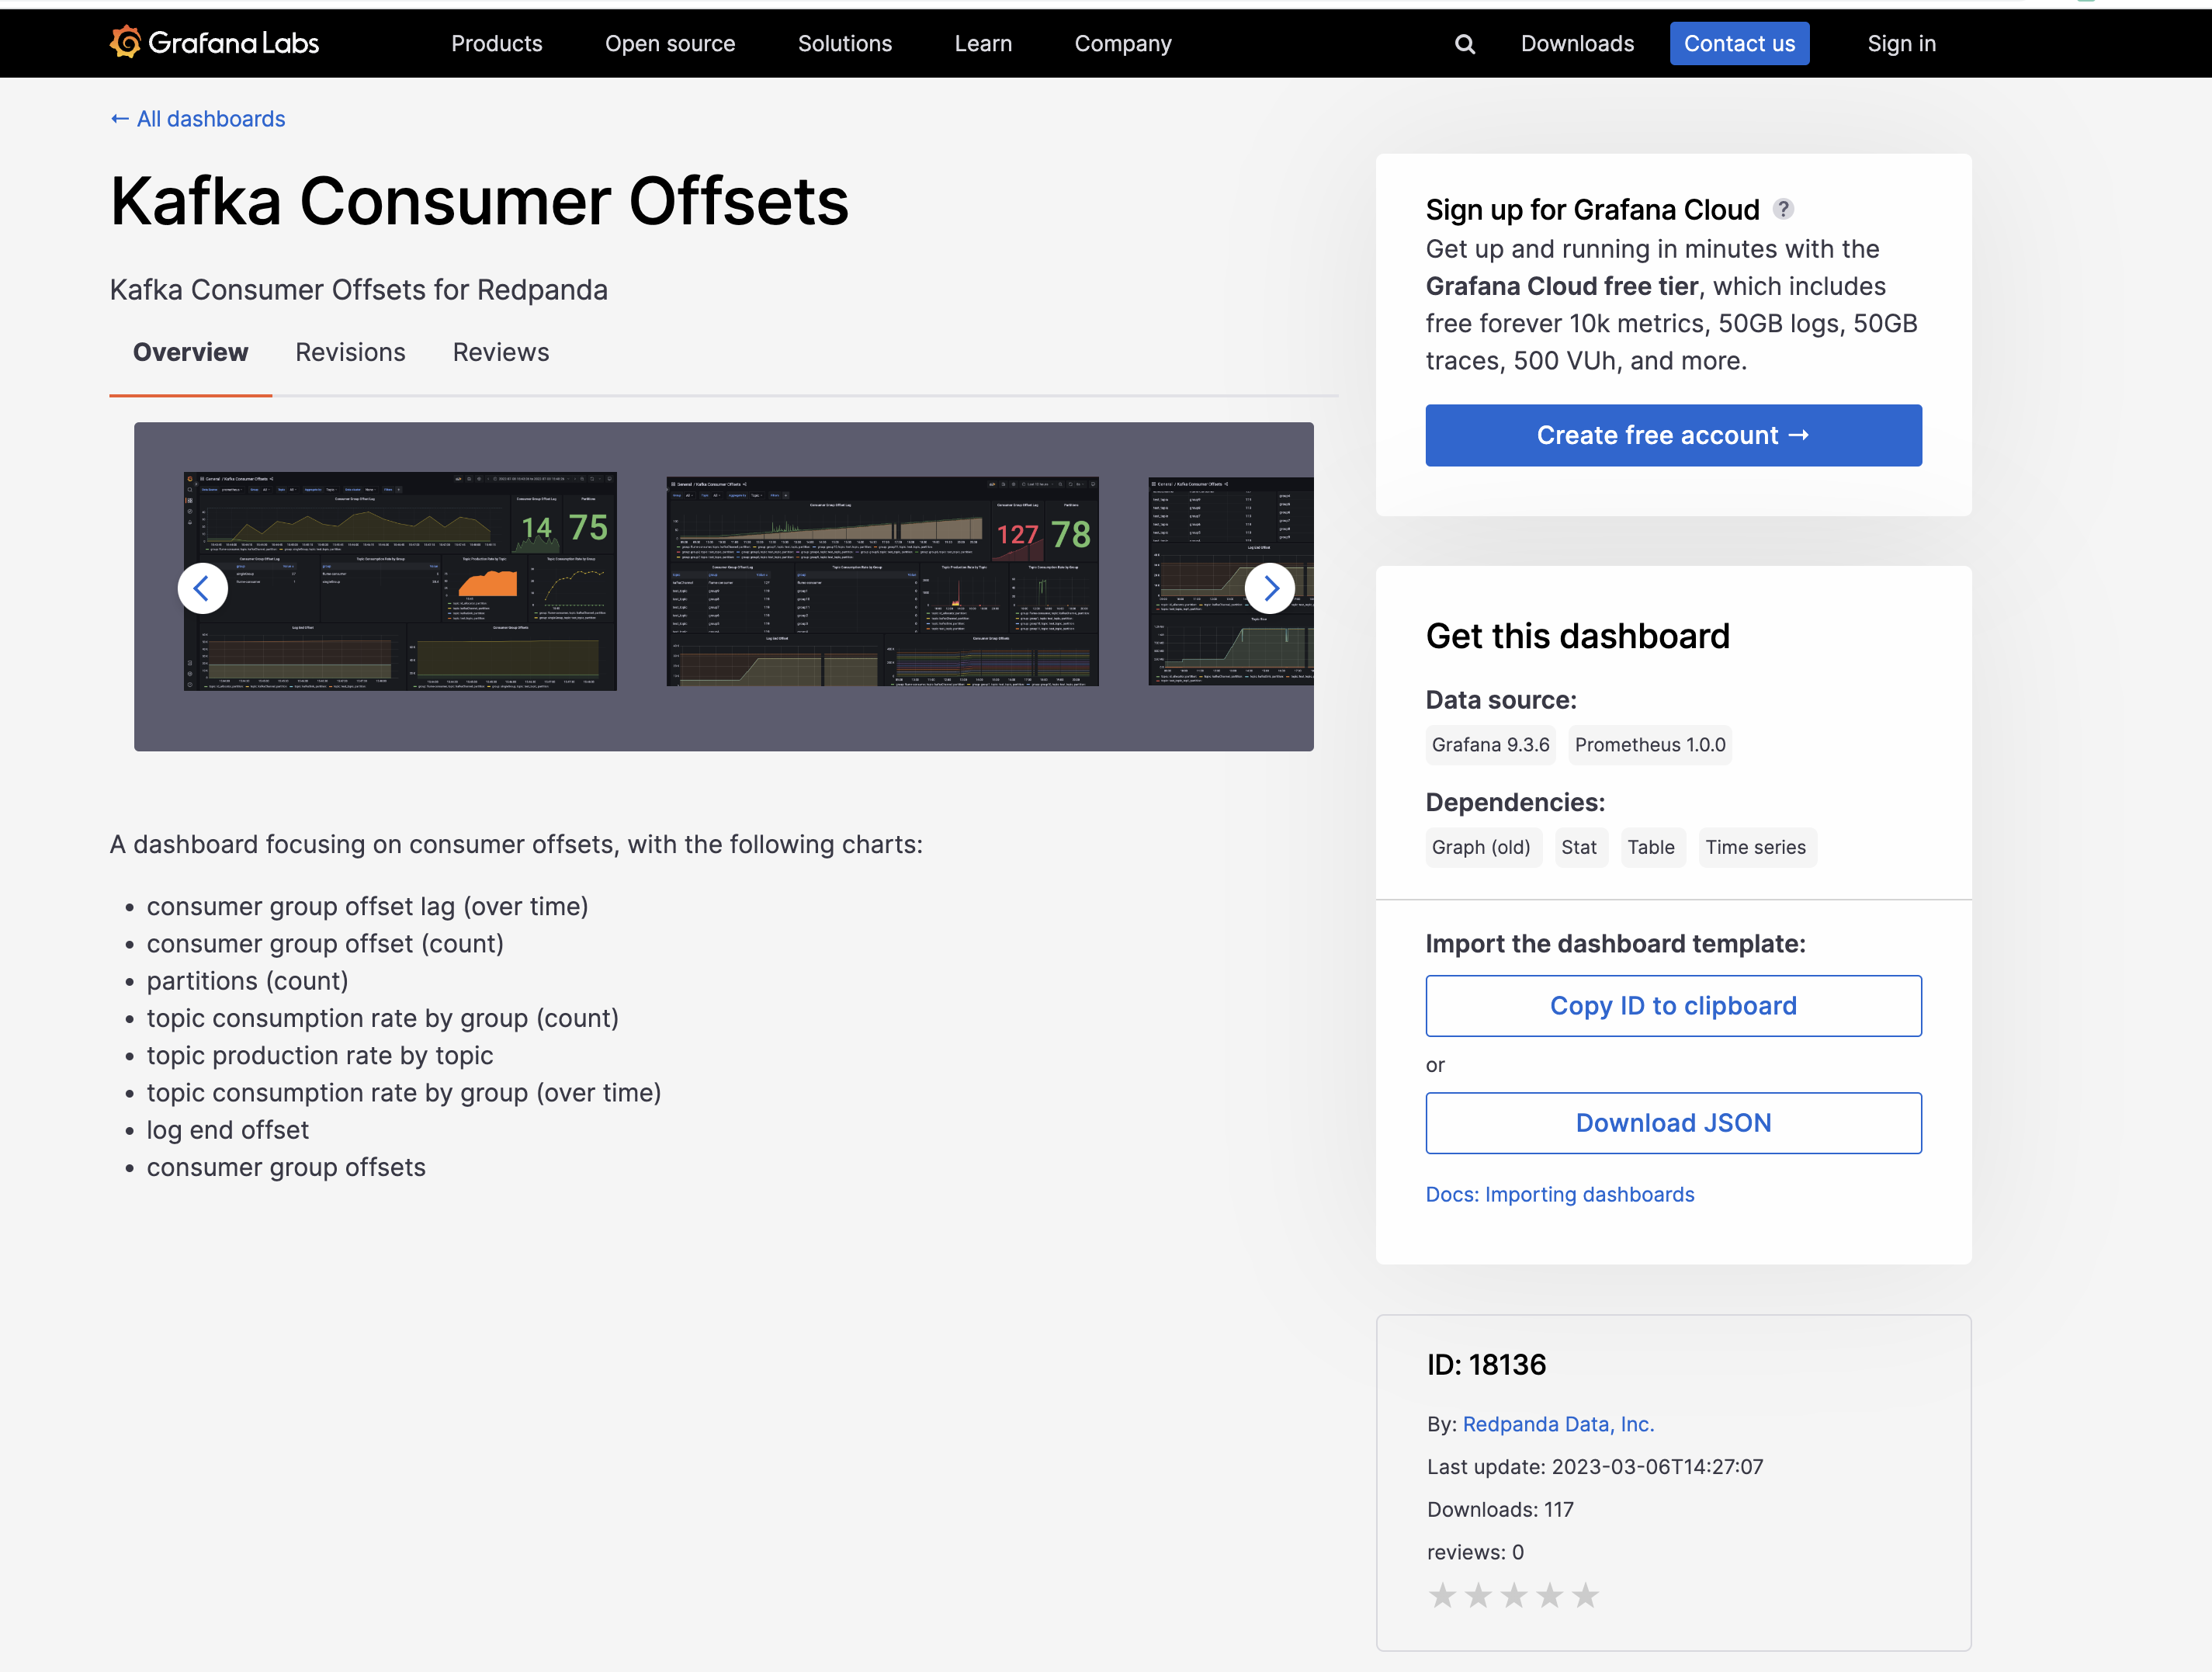 Grafana Labs
Products
Open source
Solutions
Learn
Company
Downloads
Contact us
Sign in
← All dashboards
Kafka Consumer Offsets
Kafka Consumer Offsets for Redpanda
Overview
Revisions
Reviews
14
75
127
78
A dashboard focusing on consumer offsets, with the following charts:
• consumer group offset lag (over time)
• consumer group offset (count)
• partitions (count)
• topic consumption rate by group (count)
• topic production rate by topic
• topic consumption rate by group (over time)
• log end offset
• consumer group offsets
Sign up for Grafana Cloud ?
Get up and running in minutes with the
Grafana Cloud free tier, which includes
free forever 10k metrics, 50GB logs, 50GB
traces, 500 VUh, and more.
Create free account →
Get this dashboard
Data source:
Grafana 9.3.6
Prometheus 1.0.0
Dependencies:
Graph (old)
Stat
Table
Time series
Import the dashboard template:
Copy ID to clipboard
or
Download JSON
Docs: Importing dashboards
ID: 18136
By: Redpanda Data, Inc.
Last update: 2023-03-06T14:27:07
Downloads: 117
reviews: 0